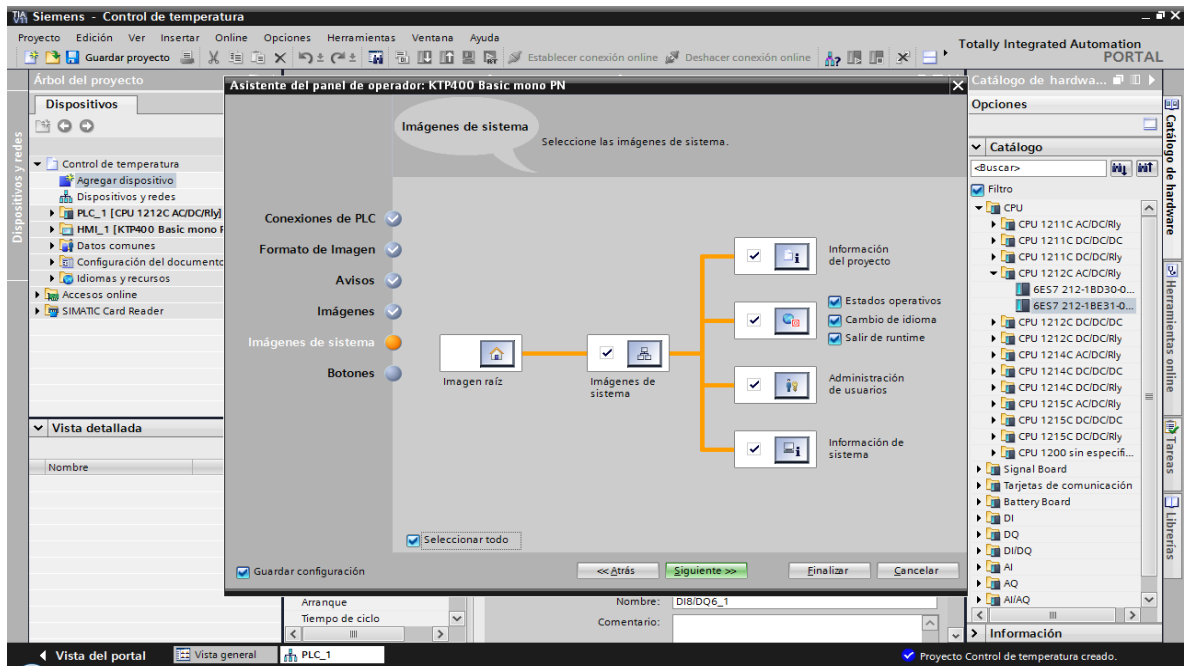 Siemens - Control de temperatura
Proyecto Edición Ver Insertar Online Opciones Herramientas Ventana Ayuda
Totally Integrated Automation
PORTAL
Guardar proyecto
Establecer conexión online
Deshacer conexión online
Árbol del proyecto
Dispositivos
Dispositivos y redes
Control de temperatura
Agregar dispositivo
Dispositivos y redes
PLC_1 [CPU 1212C AC/DC/Rly]
HMI_1 [KTP400 Basic mono P
Datos comunes
Configuración del documento
Idiomas y recursos
Accesos online
SIMATIC Card Reader
Vista detallada
Nombre
Asistente del panel de operador: KTP400 Basic mono PN
Imágenes de sistema
Seleccione las imágenes de sistema.
Conexiones de PLC
Formato de Imagen
Avisos
Imágenes
Imágenes de sistema
Botones
Imagen raíz
Imágenes de
sistema
Información
del proyecto
Estados operativos
Cambio de idioma
Salir de runtime
Administración
de usuarios
Información de
sistema
Seleccionar todo
Guardar configuración
<< Atrás
Siguiente >>
Finalizar
Cancelar
Arranque
Tiempo de ciclo
Nombre: DI8/DQ6_1
Comentario:
Catálogo de hardwa...
Opciones
Catálogo
<Buscar>
Filtro
CPU
CPU 1211C AC/DC/Rly
CPU 1211C DC/DC/DC
CPU 1211C DC/DC/Rly
CPU 1212C AC/DC/Rly
6ES7 212-1BD30-0...
6ES7 212-1BE31-0...
CPU 1212C DC/DC/DC
CPU 1212C DC/DC/Rly
CPU 1214C AC/DC/Rly
CPU 1214C DC/DC/DC
CPU 1214C DC/DC/Rly
CPU 1215C AC/DC/Rly
CPU 1215C DC/DC/DC
CPU 1215C DC/DC/Rly
CPU 1200 sin especifi...
Signal Board
Tarjetas de comunicación
Battery Board
DI
DQ
DI/DQ
AI
AQ
AI/AQ
Información
Catálogo de hardware
Herramientas online
Tareas
Librerías
Vista del portal
Vista general
PLC_1
Proyecto Control de temperatura creado.